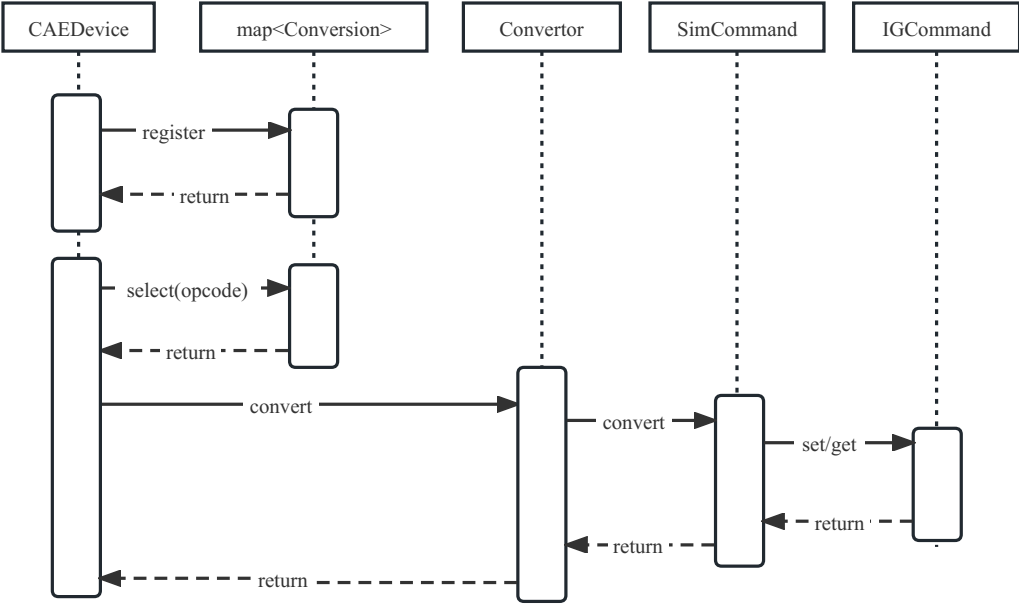 CAEDevice
map<Conversion>
Convertor
SimCommand
IGCommand
register
return
select(opcode)
return
convert
convert
set/get
return
return
return